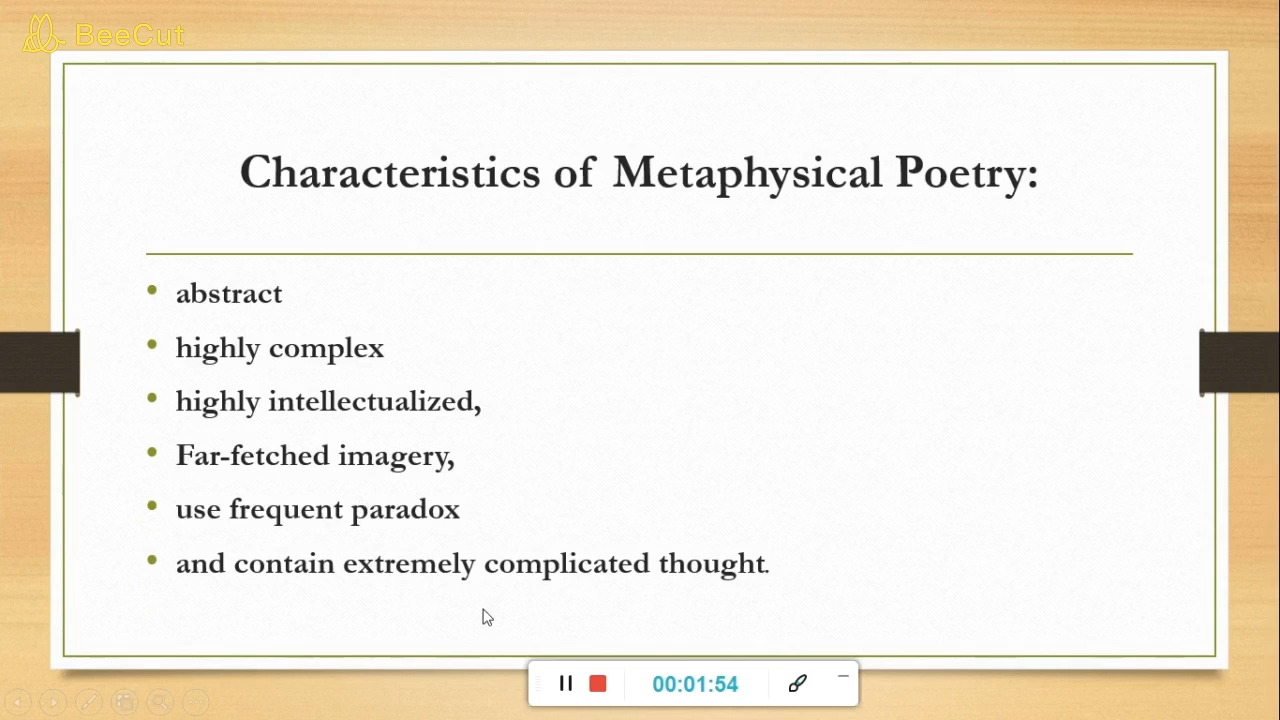 BeeCut
Characteristics of Metaphysical Poetry:
• abstract
• highly complex
• highly intellectualized,
• Far-fetched imagery,
• use frequent paradox
• and contain extremely complicated thought.
00:01:54